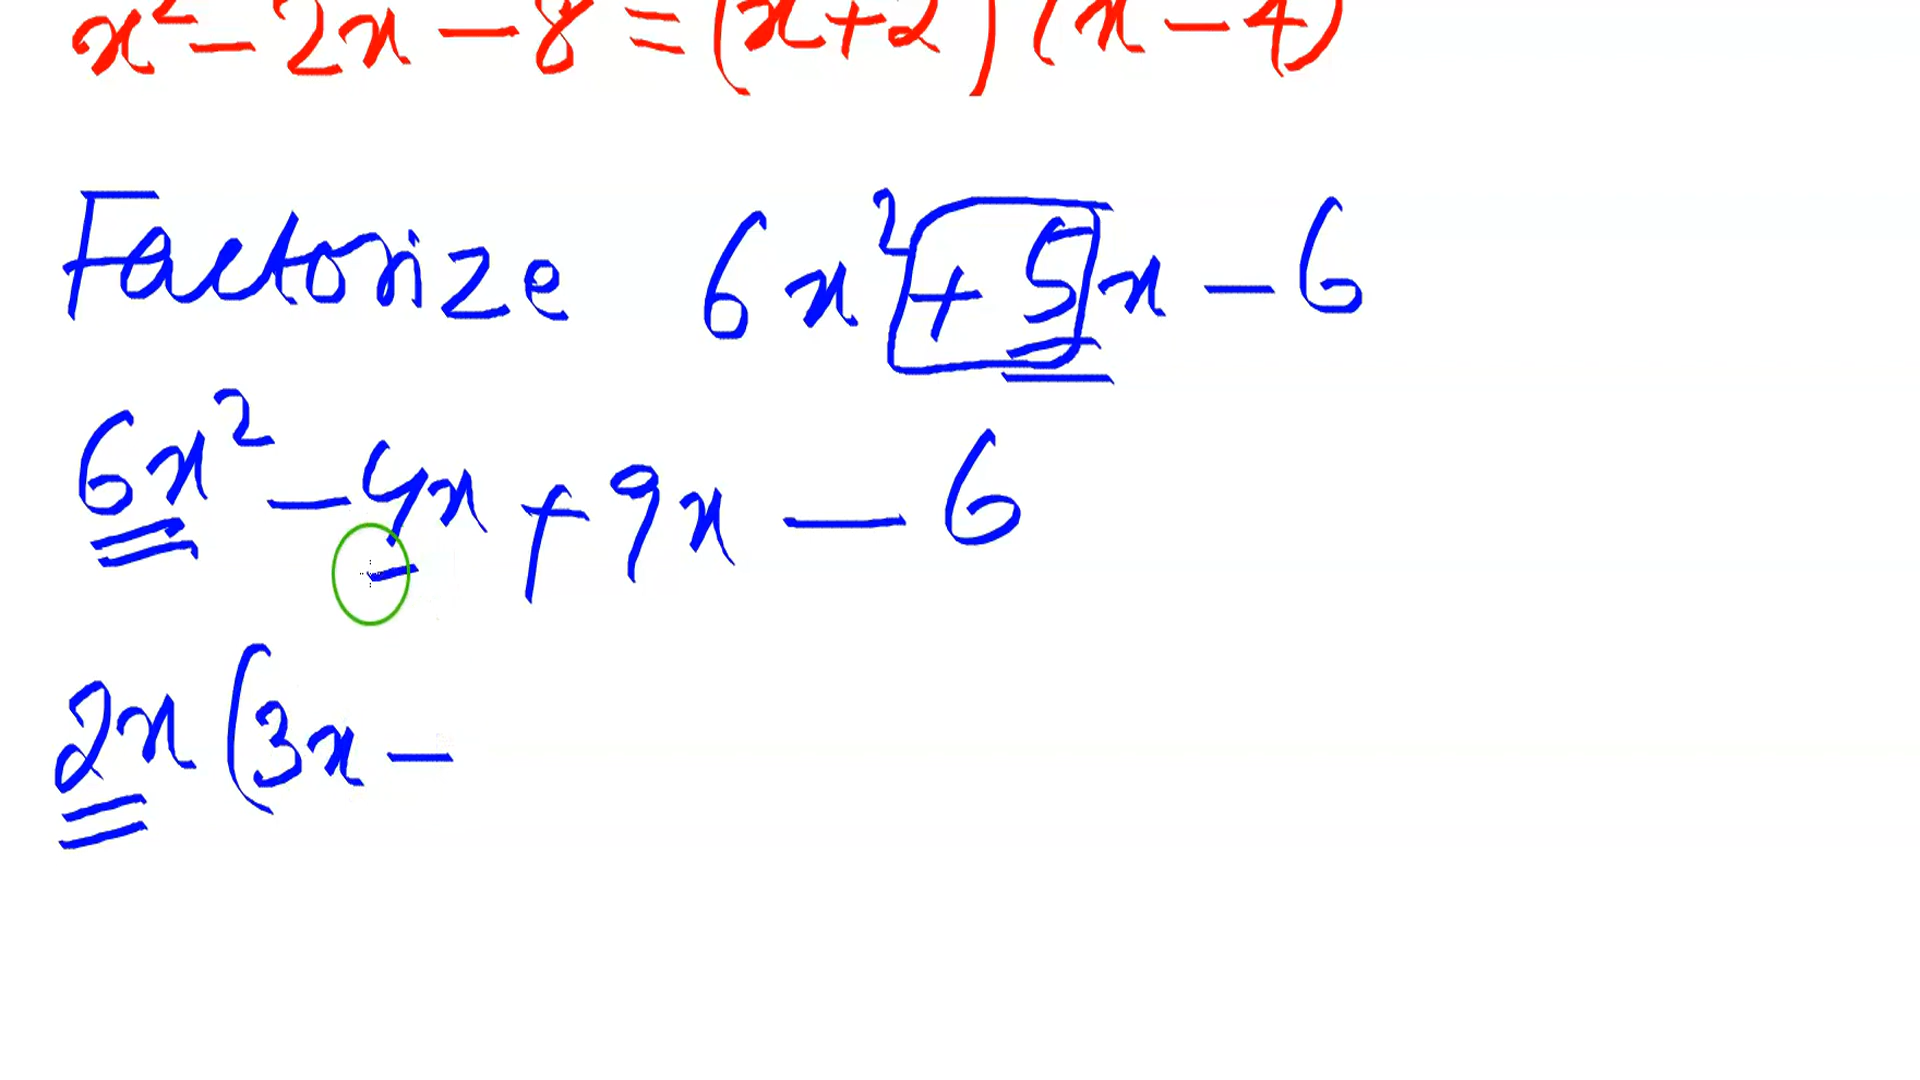 x² - 2x - 8 = (x+2) (x - 4)
Factorize 6x² + 5x - 6
6x² - 4x + 9x - 6
2x (3x -